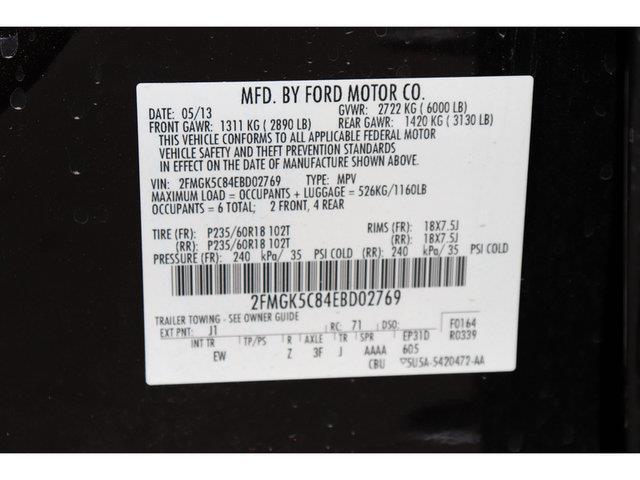 MFD. BY FORD MOTOR CO.
DATE: 05/13 GVWR: 2722 KG ( 6000 LB)
FRONT GAWR: 1311 KG ( 2890 LB) REAR GAWR: 1420 KG ( 3130 LB)
THIS VEHICLE CONFORMS TO ALL APPLICABLE FEDERAL MOTOR
VEHICLE SAFETY AND THEFT PREVENTION STANDARDS
IN EFFECT ON THE DATE OF MANUFACTURE SHOWN ABOVE.
VIN: 2FMGK5C84EBD02769 TYPE: MPV
MAXIMUM LOAD = OCCUPANTS + LUGGAGE = 526KG/1160LB
OCCUPANTS = 6 TOTAL; 2 FRONT, 4 REAR
TIRE (FR): P235/60R18 102T RIMS (FR): 18X7.5J
(RR): P235/60R18 102T (RR): 18X7.5J
PRESSURE (FR): 240 kPa/ 35 PSI COLD (RR): 240 kPa/ 35 PSI COLD
2FMGK5C84EBD02769
TRAILER TOWING - SEE OWNER GUIDE
EXT PNT: J1 RC: 71 DSO: F0164
INT TR TP/PS R AXLE TR SPR EP31D R0339
EW Z 3F J AAAA 605
CBU 5U5A-5420472-AA